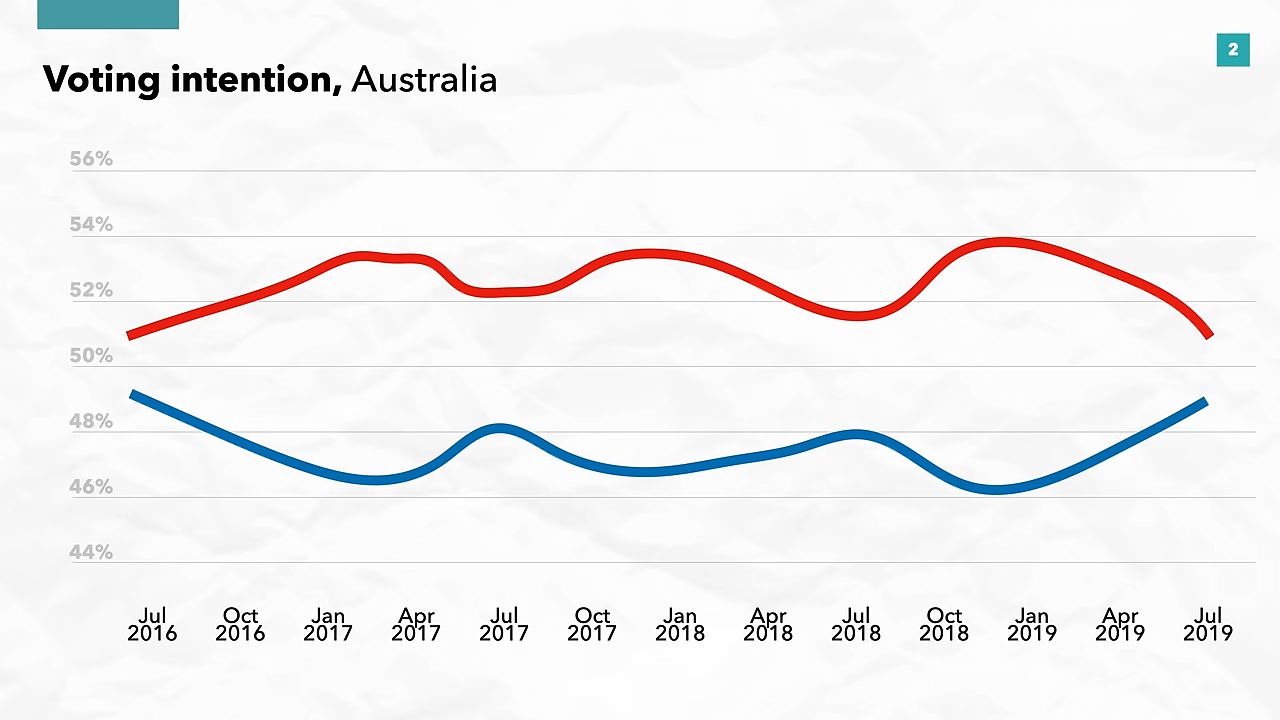 2
Voting intention, Australia
56%
54%
52%
50%
48%
46%
44%
Jul Oct Jan Apr Jul Oct Jan Apr Jul Oct Jan Apr Jul
2016 2016 2017 2017 2017 2017 2018 2018 2018 2018 2019 2019 2019